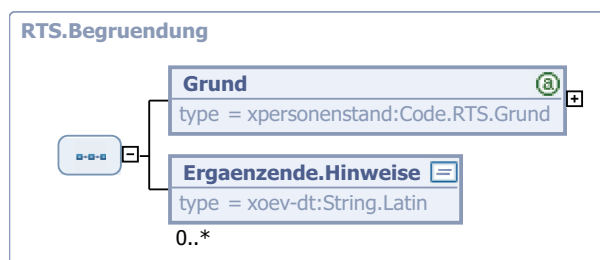 RTS.Begruendung
Grund
type = xpersonenstand:Code.RTS.Grund
Ergaenzende.Hinweise
type = xoev-dt:String.Latin
0..*